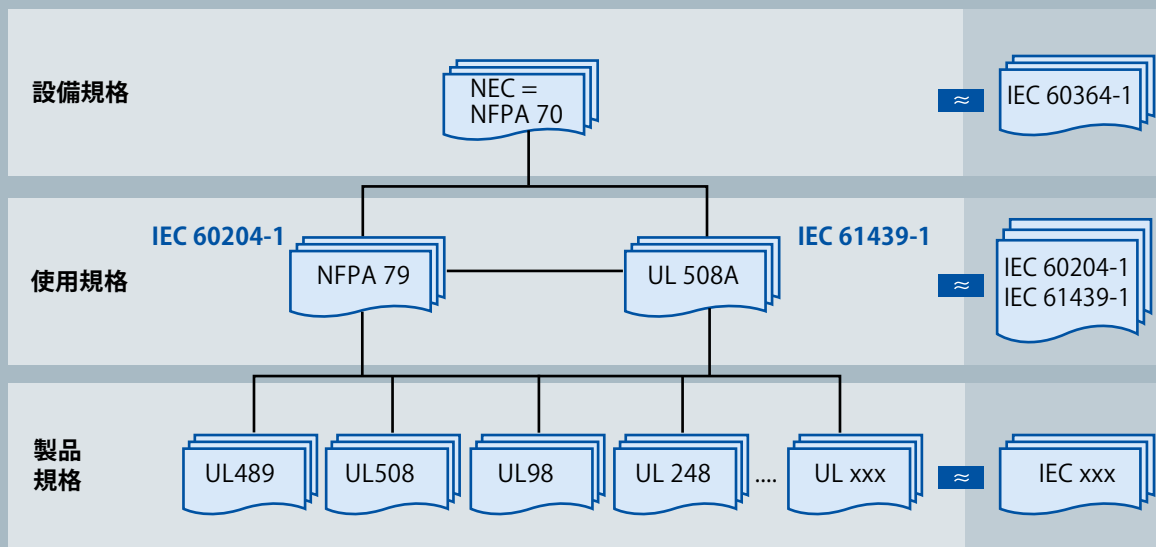 設備規格
NEC =
NFPA 70
≈
IEC 60364-1
使用規格
IEC 60204-1
NFPA 79
UL 508A
IEC 61439-1
≈
IEC 60204-1
IEC 61439-1
製品
規格
UL489
UL508
UL98
UL 248
....
UL xxx
≈
IEC xxx